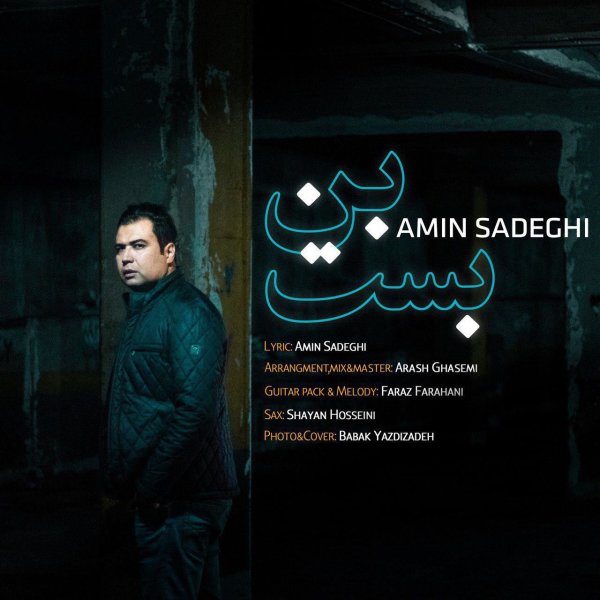 بن
بست
AMIN SADEGHI
Lyric: Amin Sadeghi
Arrangment,mix&master: Arash Ghasemi
Guitar pack & Melody: Faraz Farahani
Sax: Shayan Hosseini
Photo&Cover: Babak Yazdizadeh